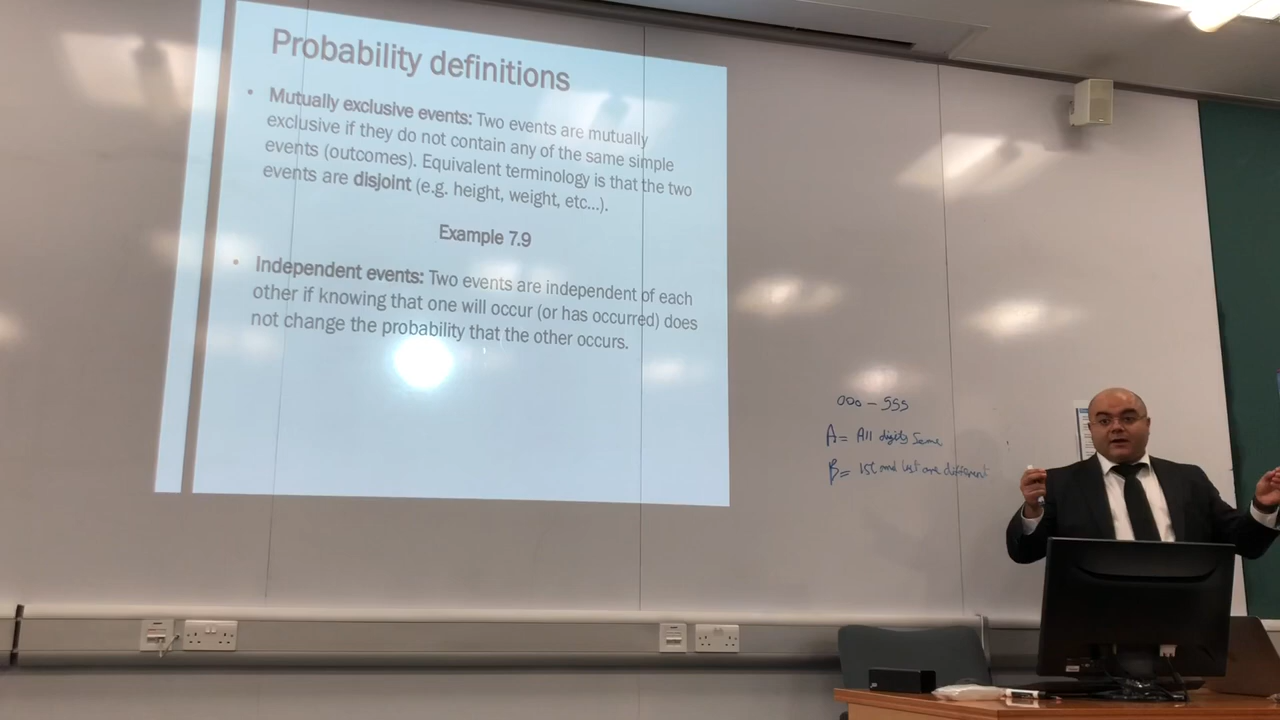 Probability definitions
• Mutually exclusive events: Two events are mutually
exclusive if they do not contain any of the same simple
events (outcomes). Equivalent terminology is that the two
events are disjoint (e.g. height, weight, etc...).
Example 7.9
• Independent events: Two events are independent of each
other if knowing that one will occur (or has occurred) does
not change the probability that the other occurs.
000 – 555
A = All digits Same
B = 1st and last are different